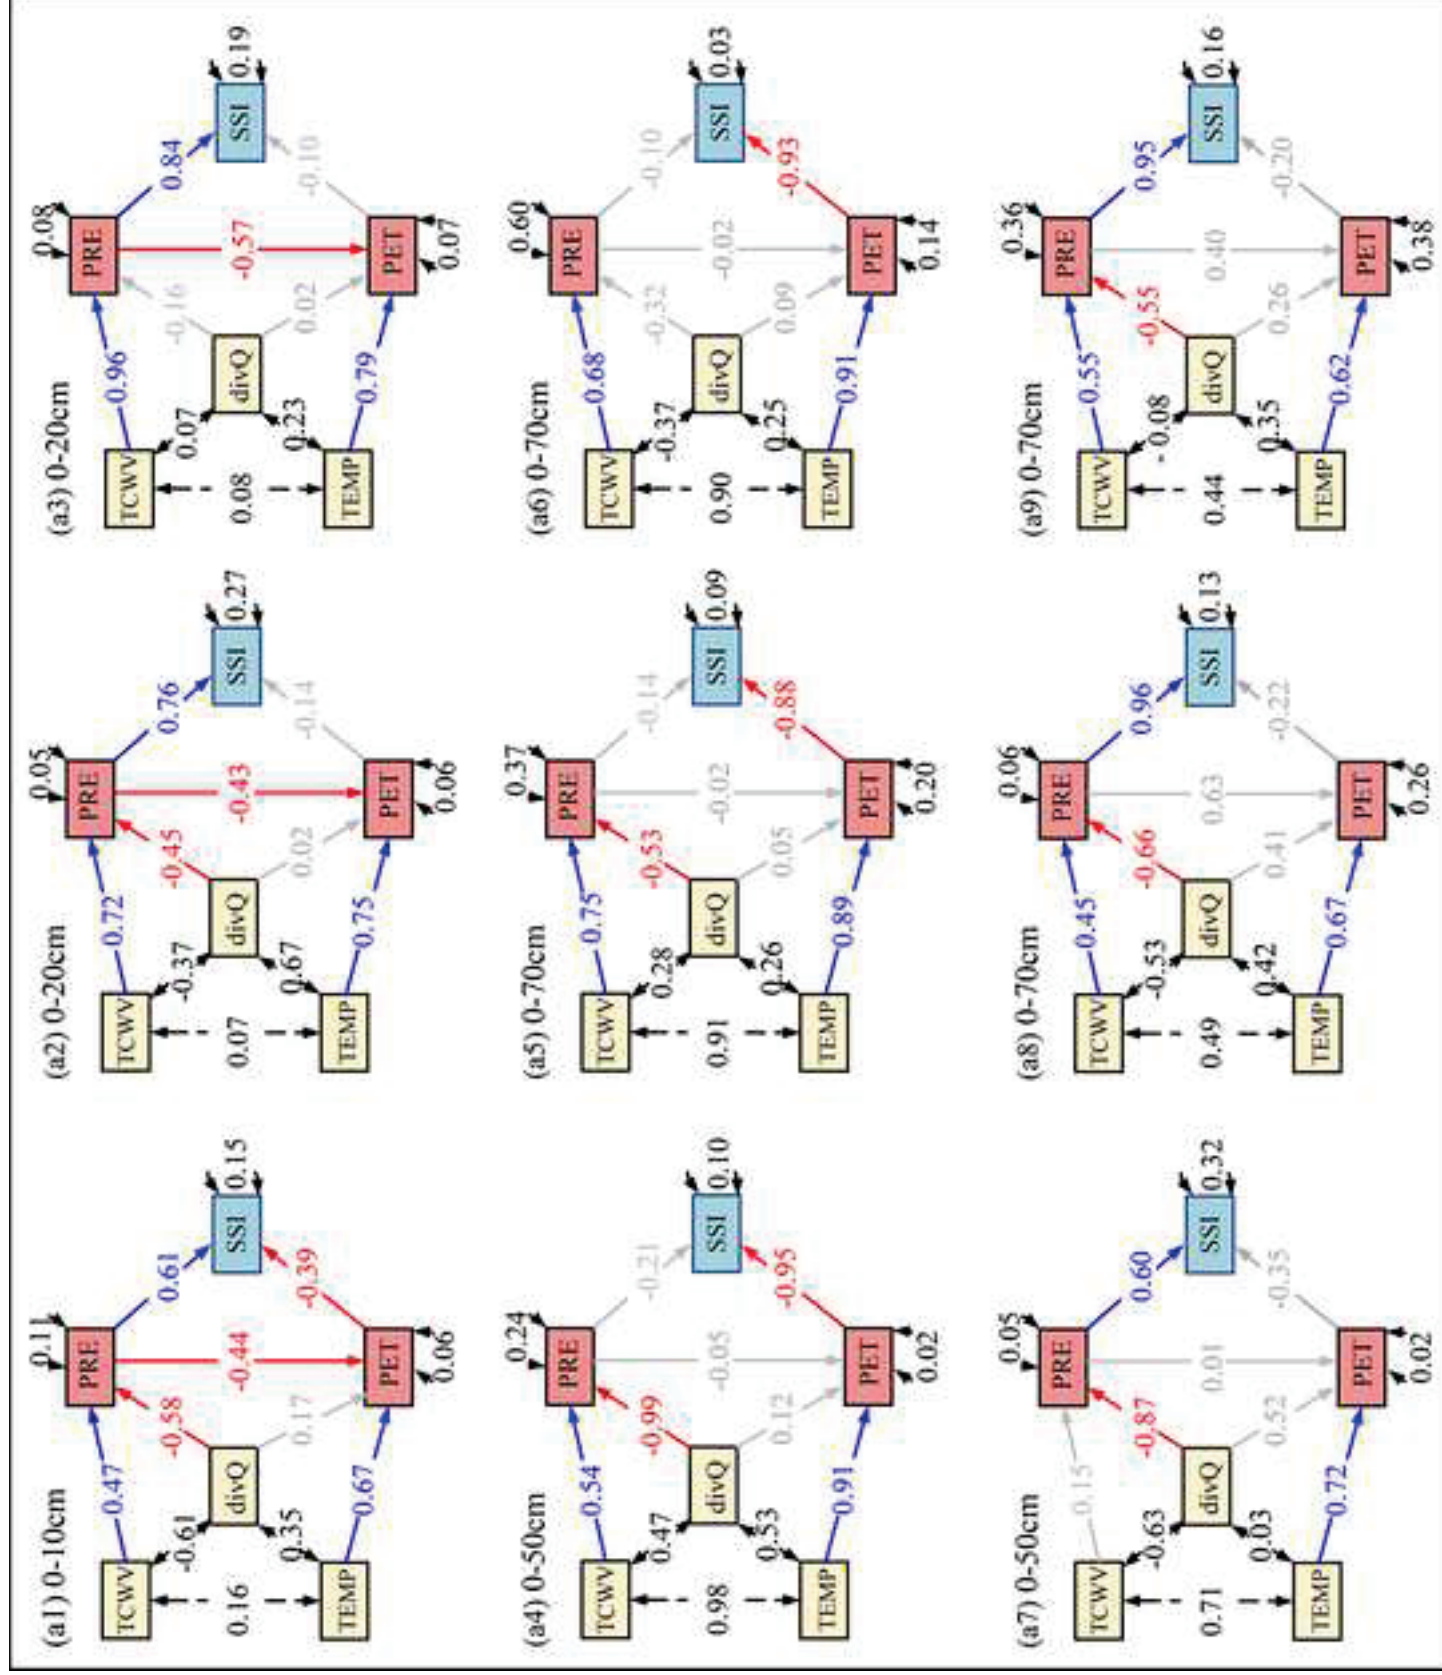 (a1) 0-10cm
0.11
PRE
0.47
-0.58
0.61
TCWV
-0.61
0.16
divQ
-0.44
SSI
0.15
0.35
0.17
-0.39
TEMP
0.67
PET
0.06
(a2) 0-20cm
0.05
PRE
0.72
-0.45
0.76
TCWV
-0.37
0.07
divQ
-0.43
SSI
0.27
0.67
0.02
-0.14
TEMP
0.75
PET
0.06
(a3) 0-20cm
0.08
PRE
0.96
-0.16
0.84
TCWV
0.07
0.08
divQ
-0.57
SSI
0.19
0.23
0.02
-0.10
TEMP
0.79
PET
0.07
(a4) 0-50cm
0.24
PRE
0.54
-0.99
-0.21
TCWV
0.47
0.98
divQ
-0.05
SSI
0.10
0.53
0.12
-0.95
TEMP
0.91
PET
0.02
(a5) 0-70cm
0.37
PRE
0.75
-0.53
-0.14
TCWV
0.28
0.91
divQ
-0.02
SSI
0.09
0.26
0.05
-0.88
TEMP
0.89
PET
0.20
(a6) 0-70cm
0.60
PRE
0.68
-0.32
-0.10
TCWV
-0.37
0.90
divQ
-0.02
SSI
0.03
0.25
0.09
-0.93
TEMP
0.91
PET
0.14
(a7) 0-50cm
0.05
PRE
0.15
-0.87
0.60
TCWV
-0.63
0.71
divQ
0.01
SSI
0.32
0.03
0.52
-0.35
TEMP
0.72
PET
0.02
(a8) 0-70cm
0.06
PRE
0.45
-0.66
0.96
TCWV
-0.53
0.49
divQ
0.63
SSI
0.13
0.42
0.41
-0.22
TEMP
0.67
PET
0.26
(a9) 0-70cm
0.36
PRE
0.55
-0.55
0.95
TCWV
- 0.08
0.44
divQ
0.40
SSI
0.16
0.35
0.26
-0.20
TEMP
0.62
PET
0.38